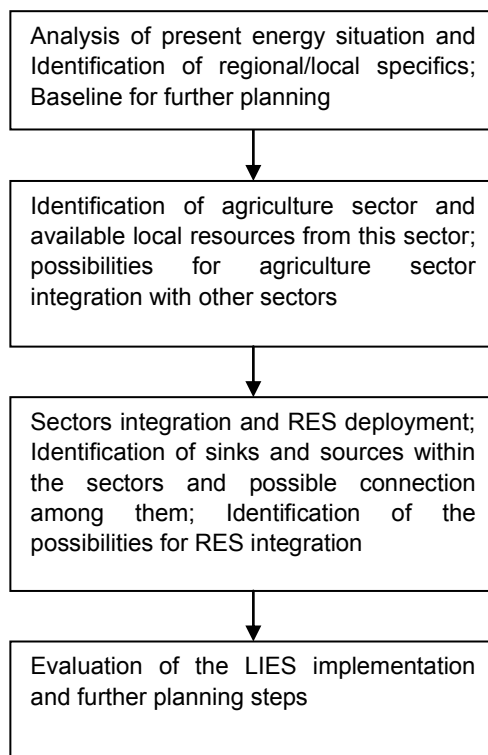 Analysis of present energy situation and
Identification of regional/local specifics;
Baseline for further planning
Identification of agriculture sector and
available local resources from this sector;
possibilities for agriculture sector
integration with other sectors
Sectors integration and RES deployment;
Identification of sinks and sources within
the sectors and possible connection
among them; Identification of the
possibilities for RES integration
Evaluation of the LIES implementation
and further planning steps